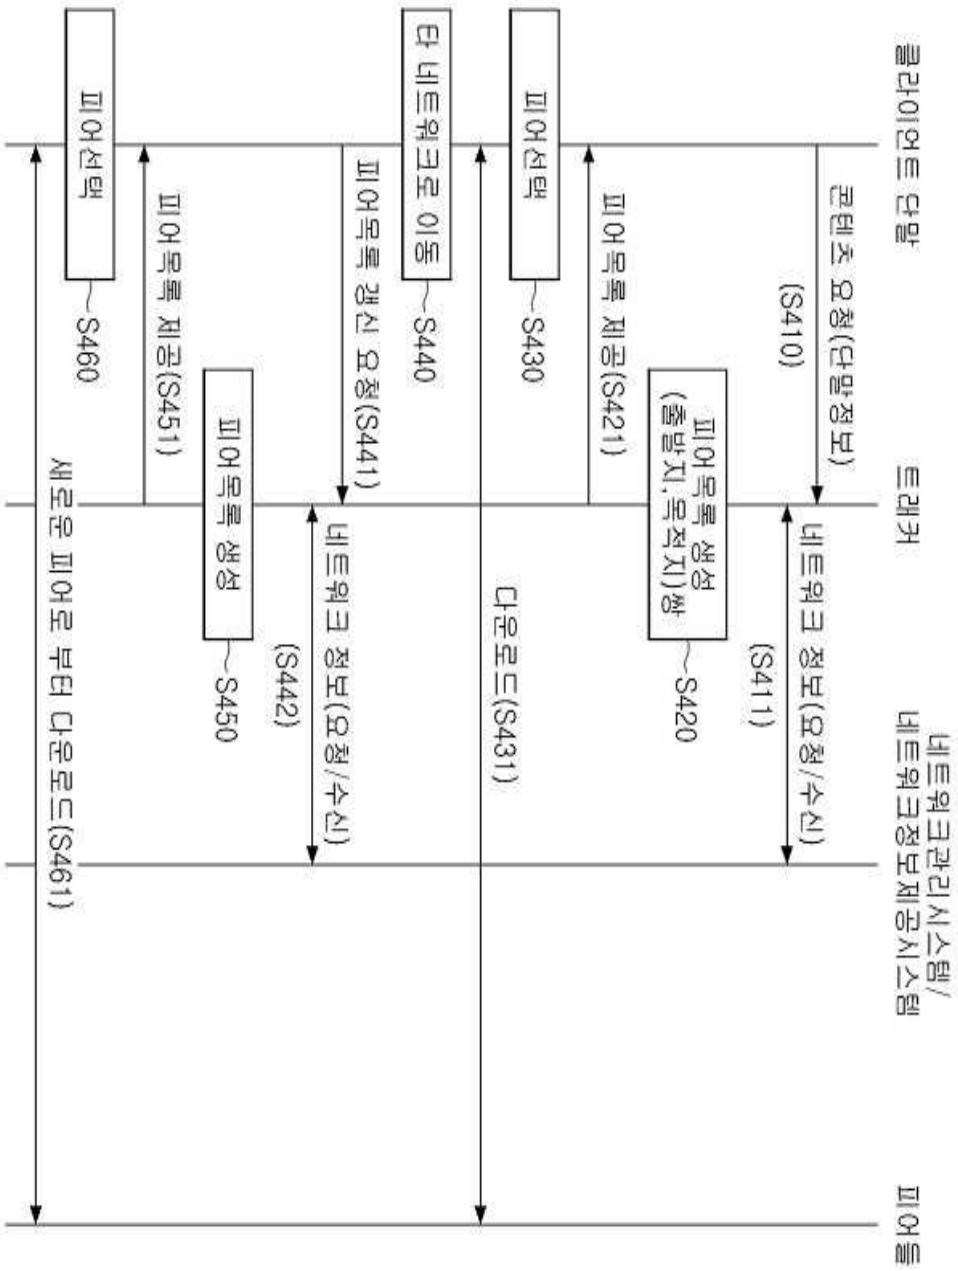 클라이언트 단말
트래커
네트워크관리시스템/
네트워크정보제공시스템
피어들
콘텐츠 요청(단말정보)
(S410)
네트워크 정보(요청/수신)
(S411)
피어목록 생성
(출발지,목적지)쌍
S420
피어목록 제공(S421)
피어선택
S430
다운로드(S431)
타 네트워크로 이동
S440
피어목록 갱신 요청(S441)
네트워크 정보(요청/수신)
(S442)
피어목록 생성
S450
피어목록 제공(S451)
피어선택
S460
새로운 피어로 부터 다운로드(S461)